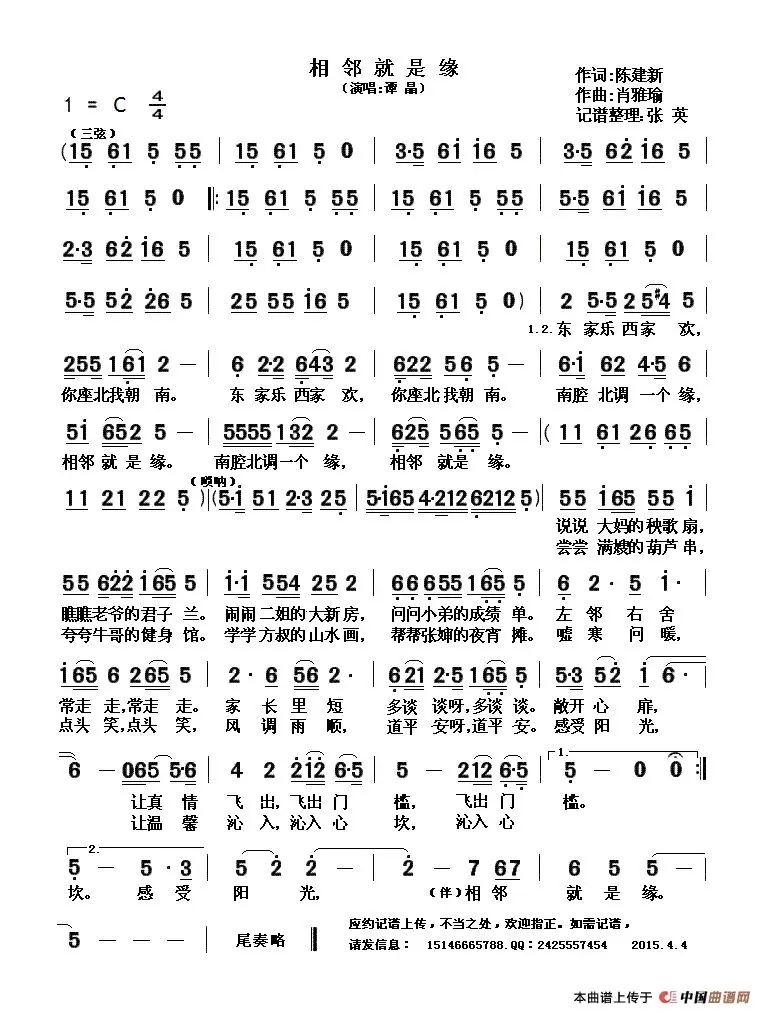 相邻就是缘
（演唱:谭晶）
作词:陈建新
作曲:肖雅瑜
记谱整理:张英
1 = C 4/4
（三弦）
(15 61 5 55 | 15 61 5 0 | 3·5 61 16 5 | 3·5 62 16 5 |
15 61 5 0 |: 15 61 5 55 | 15 61 5 55 | 5·5 61 16 5 |
2·3 62 16 5 | 15 61 5 0 | 15 61 5 0 | 15 61 5 0 |
5·5 52 26 5 | 25 55 16 5 | 15 61 5 0) | 2 5·5 2 5#4 5 |
1.2.东 家乐 西家 欢,
255 161 2 － | 6 2·2 643 2 | 622 56 5 － | 6·1 62 4·5 6 |
你座北我朝 南。 东 家乐 西家 欢, 你座北我朝 南。 南腔 北调 一个 缘,
51 652 5 － | 5555 132 2 － | 625 565 5 － | ( 11 61 26 65 |
相邻 就 是 缘。 南腔北调一个 缘, 相邻 就是 缘。
（唢呐）
11 21 22 5 )|(5·1 51 2·3 25 | 5·165 4·212 6212 5 )| 55 165 55 1 |
说说 大妈的 秧歌 扇,
尝尝 满嫂的 葫芦 串,
55 622 165 5 | 1·1 554 25 2 | 66 655 165 5 | 6 2· 5 1· |
瞧瞧老爷的君子 兰。 闹闹 二姐的大新 房, 问问小弟的成绩 单。 左 邻 右 舍
夸夸牛哥的健身 馆。 学学 方叔的山水 画, 帮帮张婶的夜宵 摊。 嘘 寒 问 暖,
165 6 265 5 | 2· 6 56 2 | 621 2·5 165 5 | 5·3 52 1 6· |
常走 走,常走 走。 家 长 里 短 多谈 谈呀,多谈 谈。 敞开 心 扉,
点头 笑,点头 笑。 风 调 雨 顺, 道平 安呀,道平 安。 感受 阳 光,
6 － 065 5·6 | 4 2 212 6·5 | 5 － 212 6·5 | 1. 5 － 0 0 :|
让真 情 飞 出, 飞出 门 槛, 飞出 门 槛。
让温 馨 沁 入, 沁入 心 坎, 沁入 心
2. 5 － 5 · 3 | 5 2 2 － | 2 － 7 67 | 6 5 5 － |
坎。 感 受 阳 光, （伴）相 邻 就 是 缘。
5 － － | 尾奏略 ‖
应约记谱上传,不当之处,欢迎指正。如需记谱,
请发信息: 15146665788.QQ:2425557454 2015.4.4
本曲谱上传于 中国曲谱网